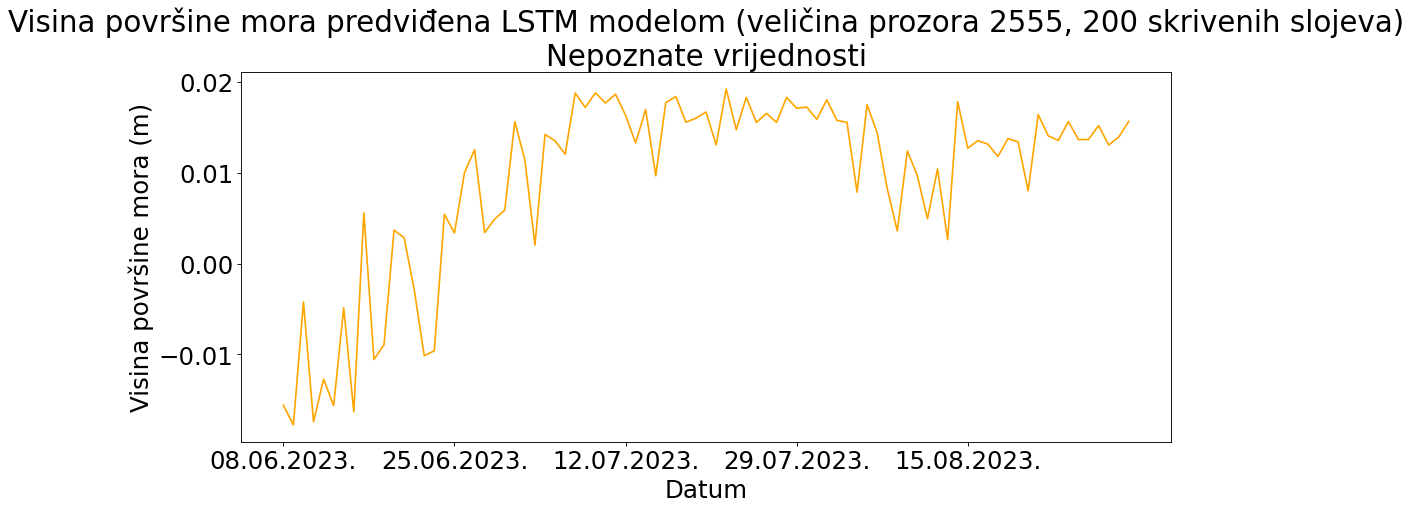 Visina površine mora predviđena LSTM modelom (veličina prozora 2555, 200 skrivenih slojeva)
Nepoznate vrijednosti
Visina površine mora (m)
0.02
0.01
0.00
−0.01
08.06.2023. 25.06.2023. 12.07.2023. 29.07.2023. 15.08.2023.
Datum